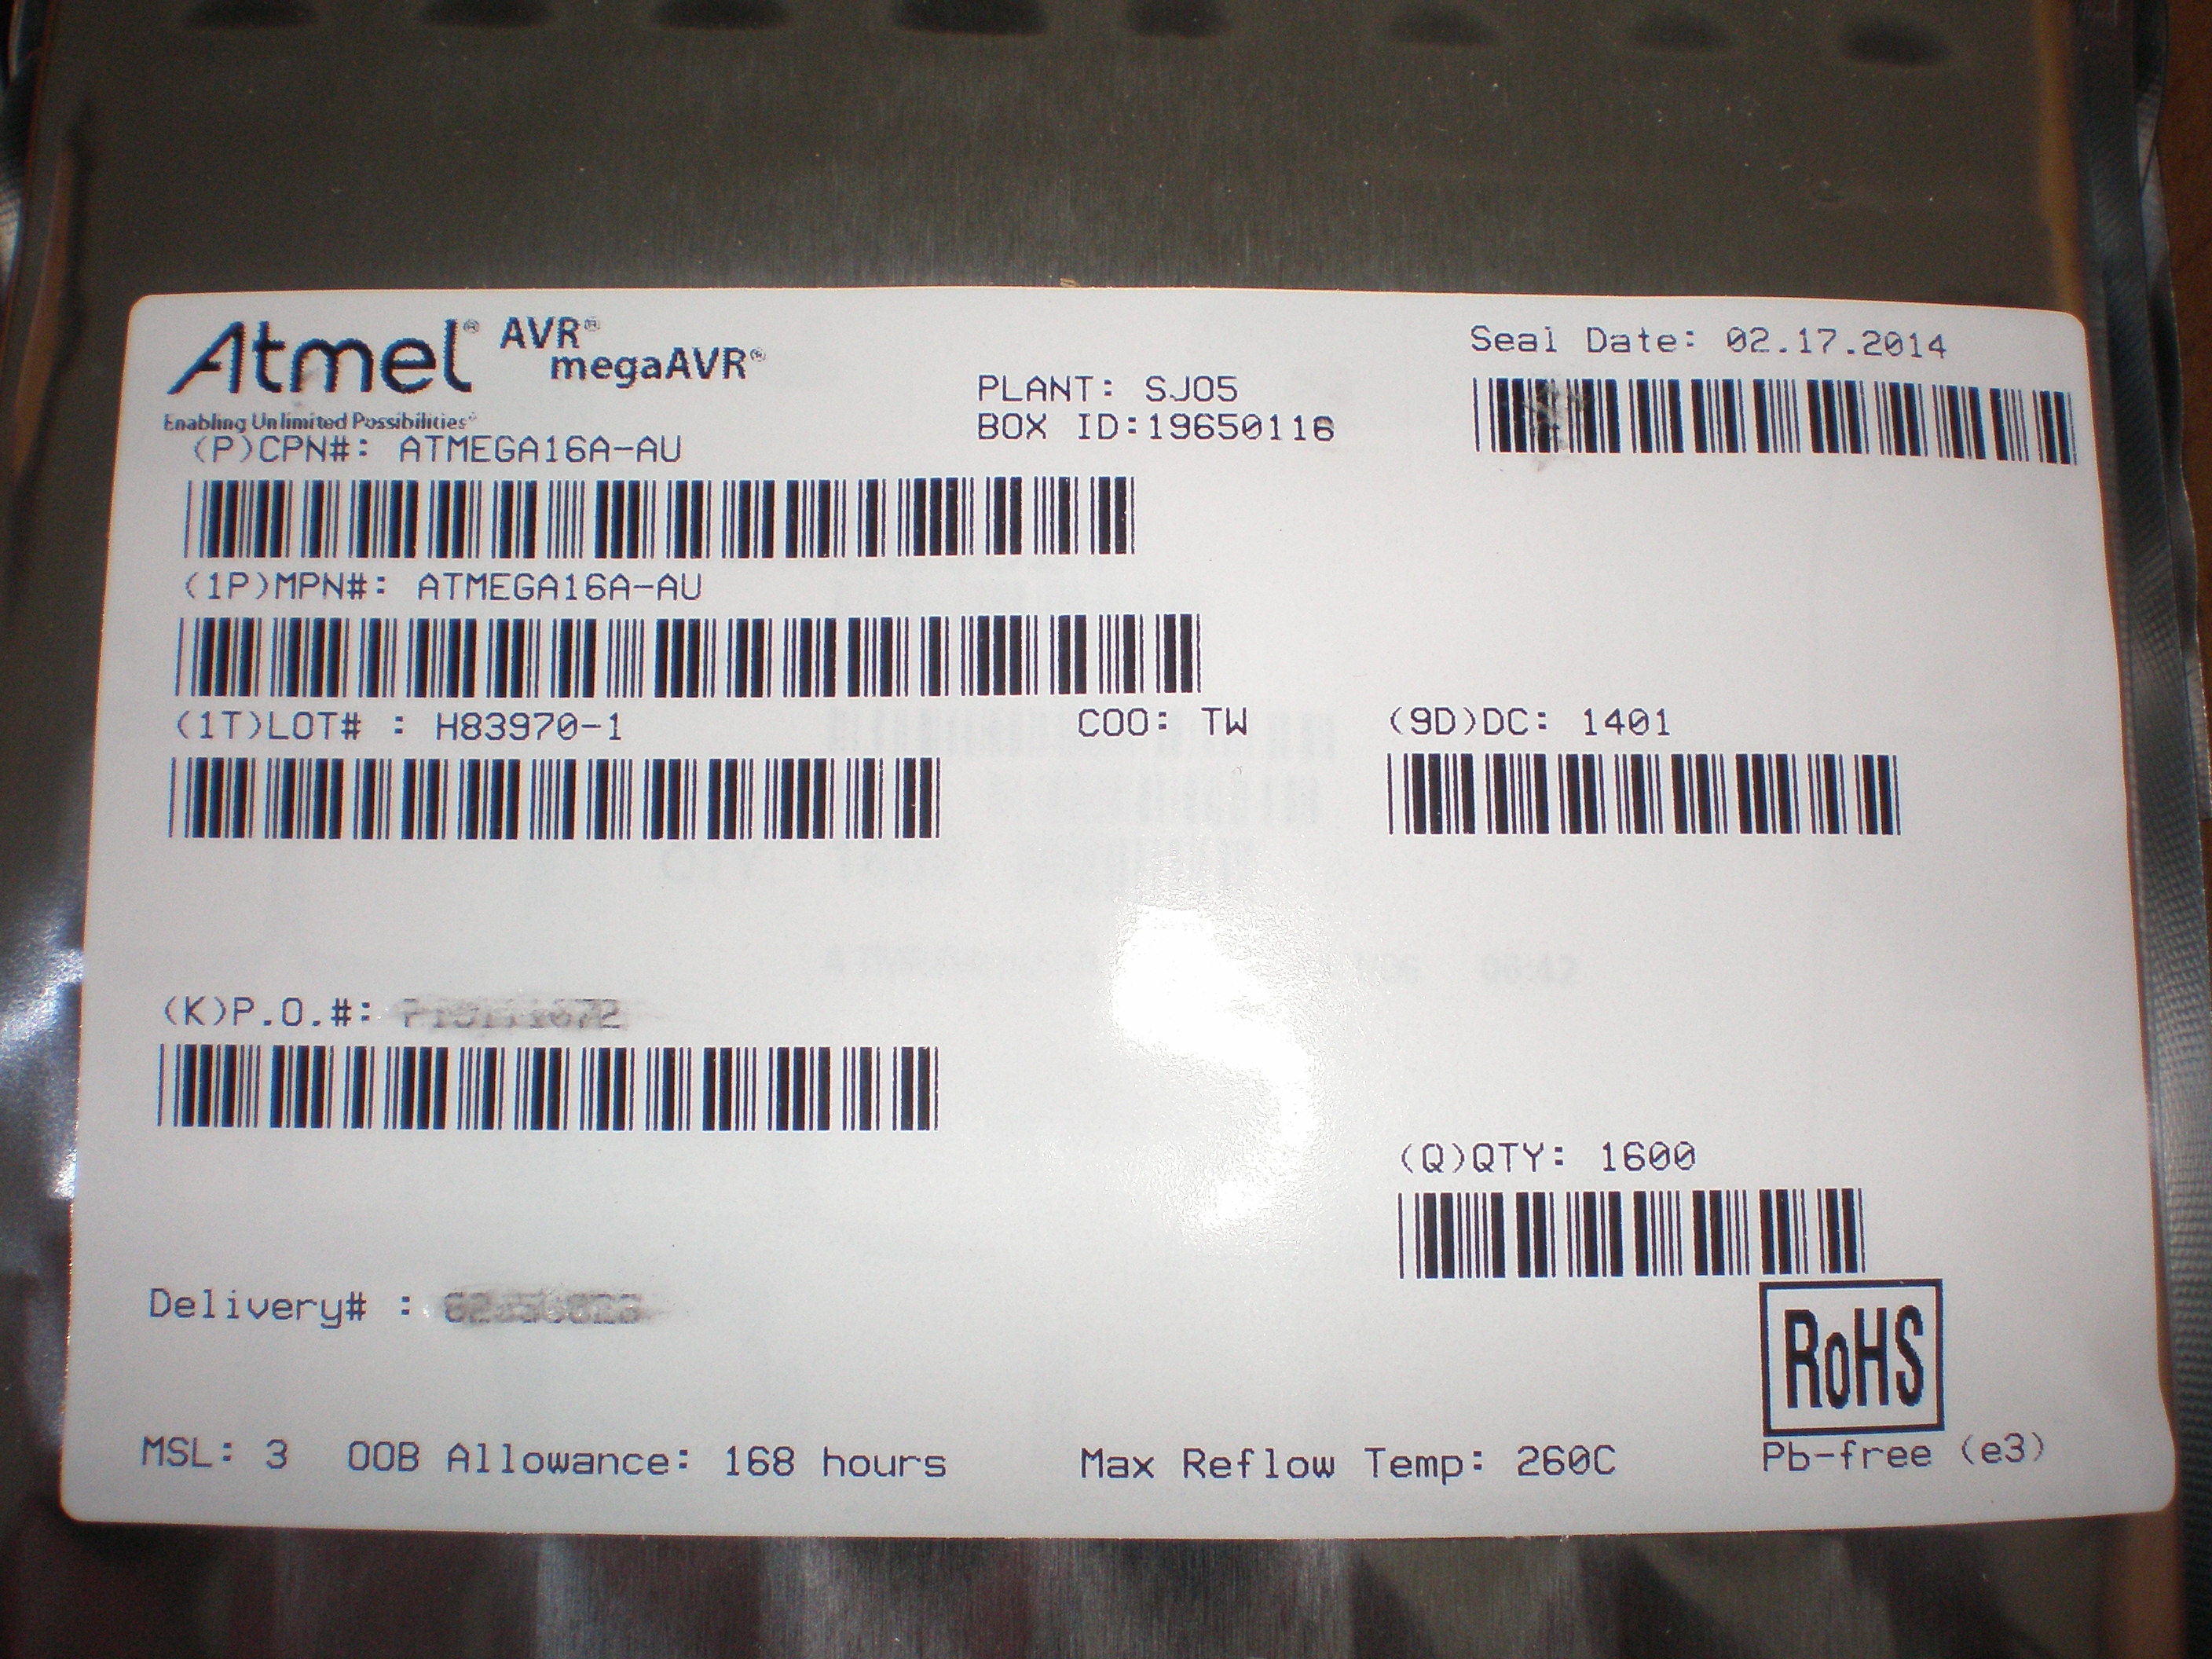 Atmel® AVR® megaAVR®
Enabling Unlimited Possibilities®
Seal Date: 02.17.2014
PLANT: SJ05
BOX ID:19650116
(P)CPN#: ATMEGA16A-AU
(1P)MPN#: ATMEGA16A-AU
(1T)LOT# : H83970-1
COO: TW
(9D)DC: 1401
(K)P.O.#:
(Q)QTY: 1600
Delivery# :
RoHS
MSL: 3 OOB Allowance: 168 hours
Max Reflow Temp: 260C
Pb-free (e3)